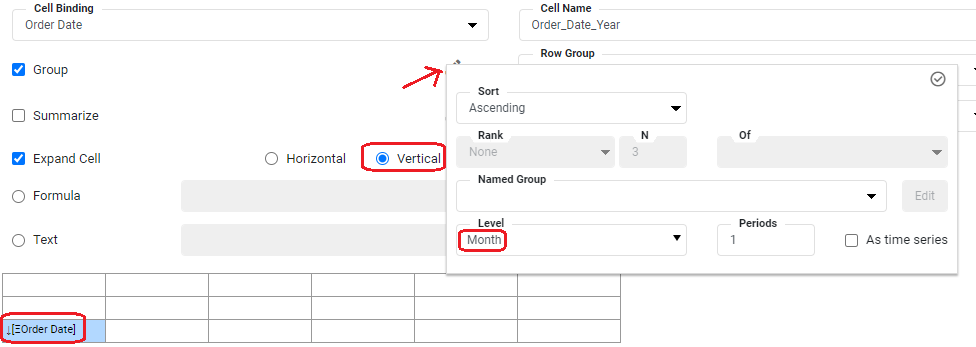 Cell Binding
Order Date
Cell Name
Order_Date_Year
Group
Row Group
Summarize
Expand Cell
Horizontal
Vertical
Formula
Text
Sort
Ascending
Rank
None
N
3
Of
Named Group
Edit
Level
Month
Periods
1
As time series
↓[ΞOrder Date]